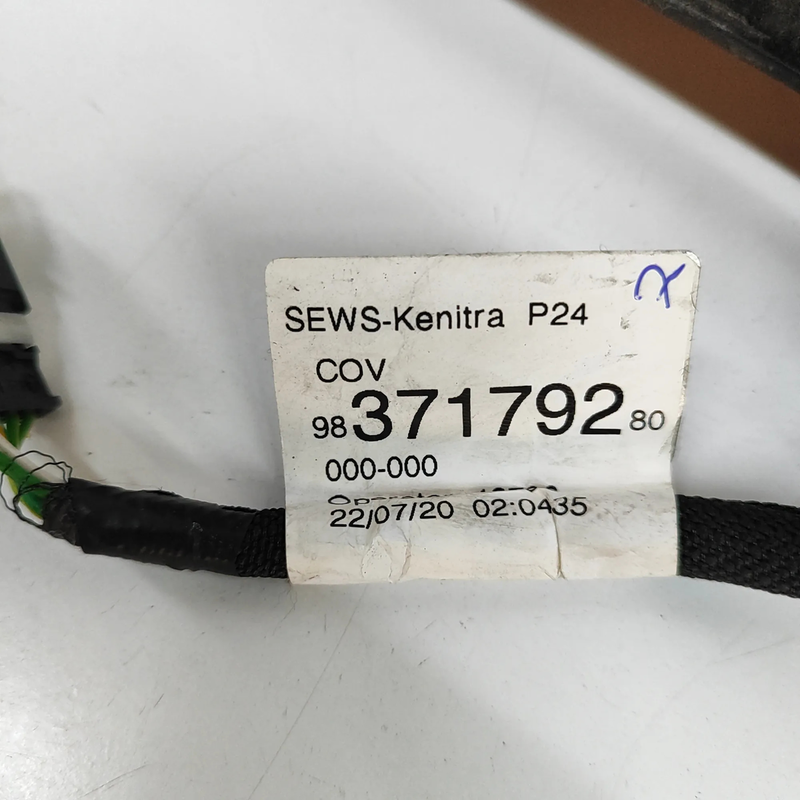 SEWS-Kenitra P24
COV
98 371792 80
000-000
22/07/20 02:0435